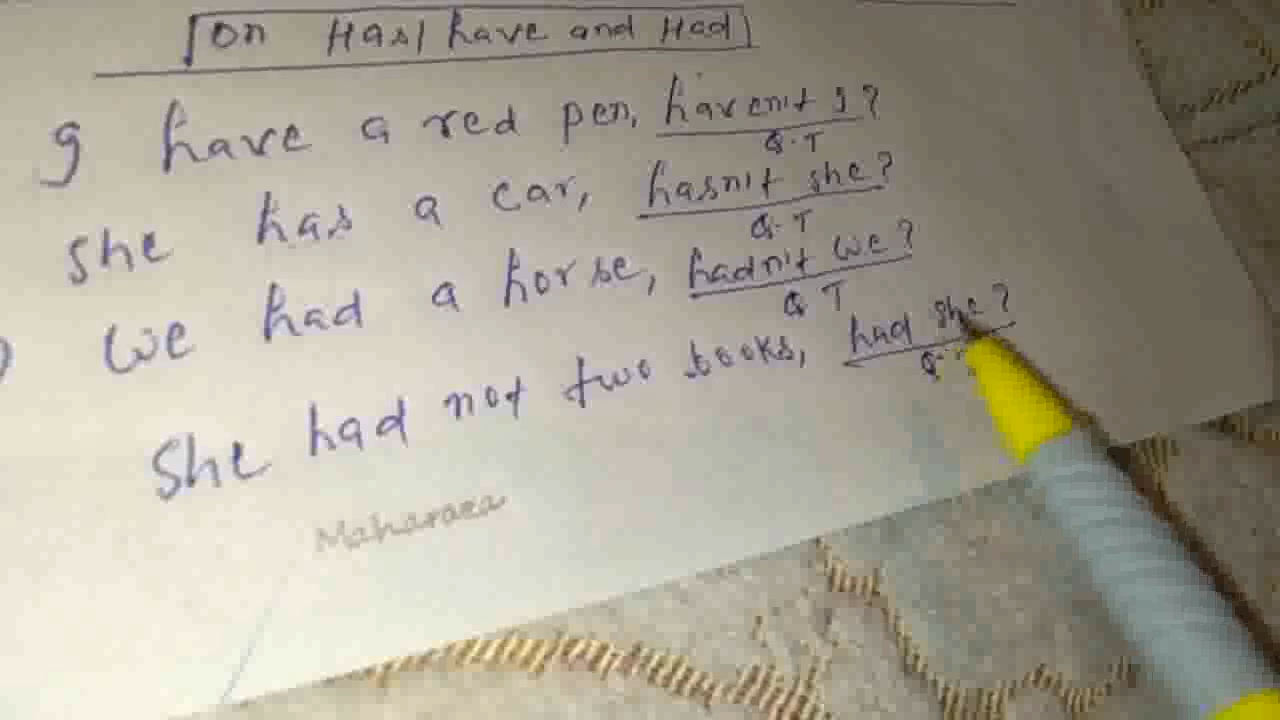 On Has/ have and Had
I have a red pen, haven't I?
Q.T
She has a car, hasn't she?
Q.T
We had a horse, hadn't we?
Q T
She had not two books, had she?
Q.
Maharaza